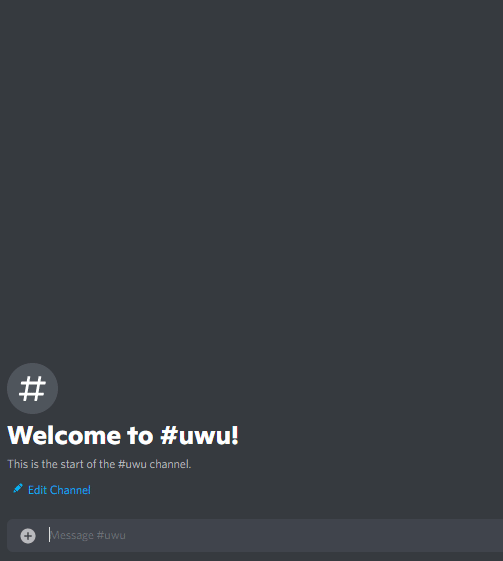 #
Welcome to #uwu!
This is the start of the #uwu channel.
Edit Channel
Message #uwu